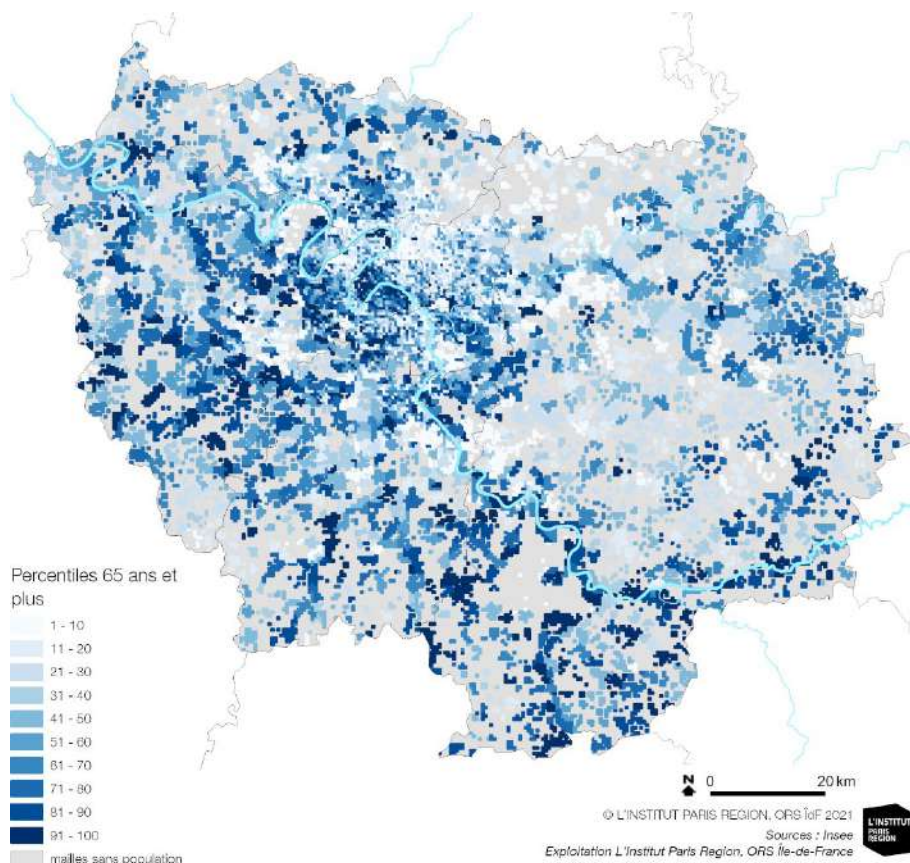 Percentiles 65 ans et
plus
1 - 10
11 - 20
21 - 30
31 - 40
41 - 50
51 - 60
61 - 70
71 - 80
81 - 90
91 - 100
mailles sans population
N 0 20 km
© L'INSTITUT PARIS REGION, ORS ÎdF 2021
Sources : Insee
Exploitation L'Institut Paris Region, ORS Île-de-France
L'INSTITUT
PARIS
REGION